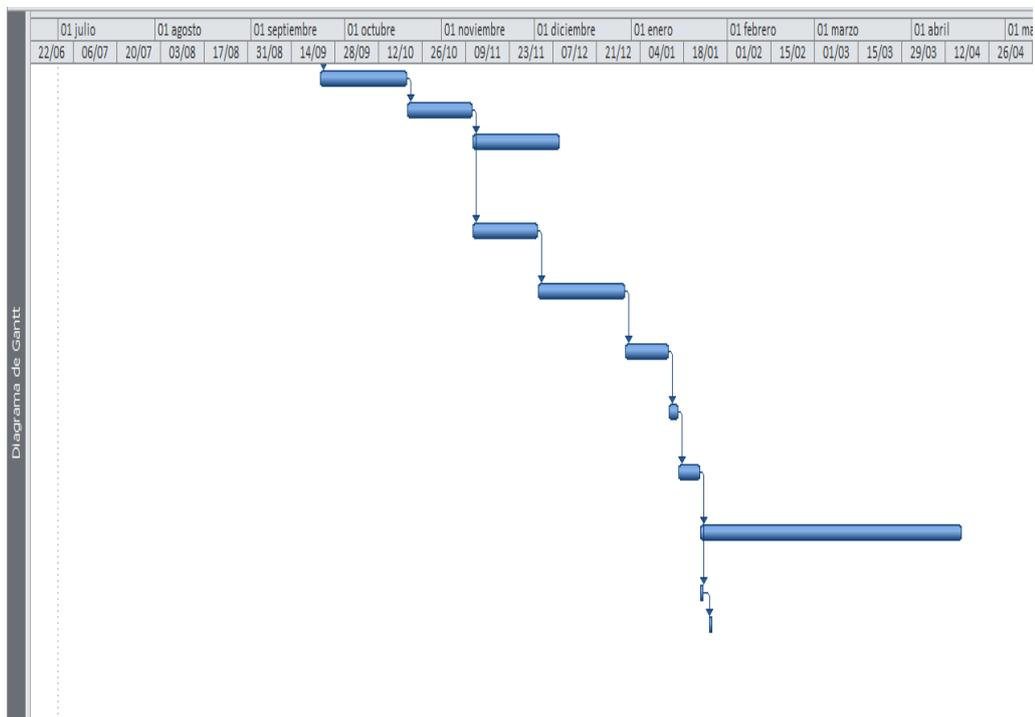 01 julio 01 agosto 01 septiembre 01 octubre 01 noviembre 01 diciembre 01 enero 01 febrero 01 marzo 01 abril 01 ma
22/06 06/07 20/07 03/08 17/08 31/08 14/09 28/09 12/10 26/10 09/11 23/11 07/12 21/12 04/01 18/01 01/02 15/02 01/03 15/03 29/03 12/04 26/04
Diagrama de Gantt